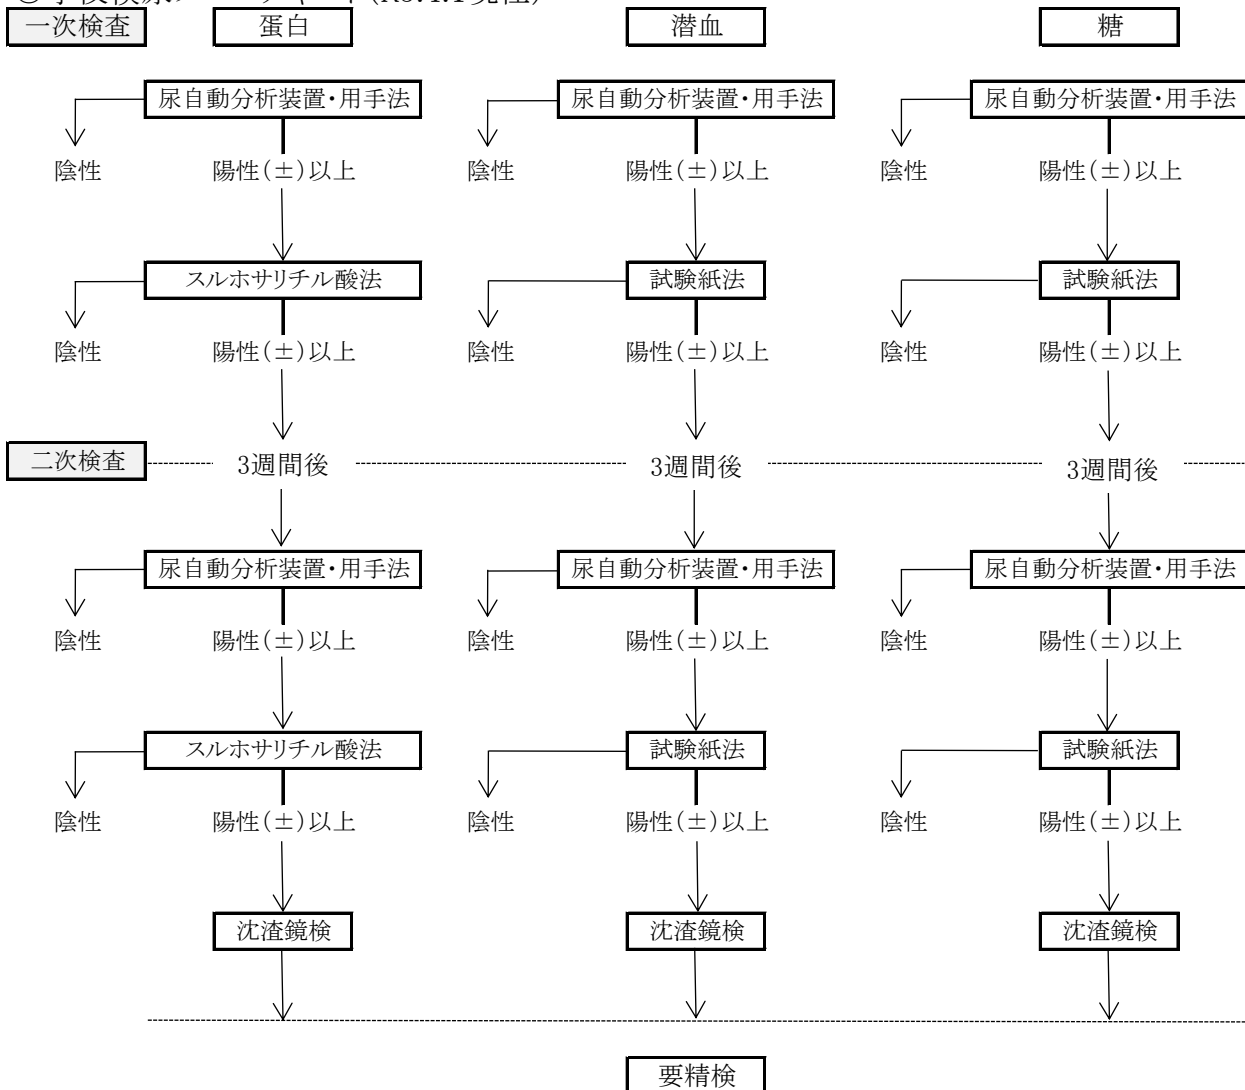 一次検査 蛋白 潜血 糖
尿自動分析装置・用手法 尿自動分析装置・用手法 尿自動分析装置・用手法
陰性 陽性(±)以上 陰性 陽性(±)以上 陰性 陽性(±)以上
スルホサリチル酸法 試験紙法 試験紙法
陰性 陽性(±)以上 陰性 陽性(±)以上 陰性 陽性(±)以上
二次検査 3週間後 3週間後 3週間後
尿自動分析装置・用手法 尿自動分析装置・用手法 尿自動分析装置・用手法
陰性 陽性(±)以上 陰性 陽性(±)以上 陰性 陽性(±)以上
スルホサリチル酸法 試験紙法 試験紙法
陰性 陽性(±)以上 陰性 陽性(±)以上 陰性 陽性(±)以上
沈渣鏡検 沈渣鏡検 沈渣鏡検
要精検